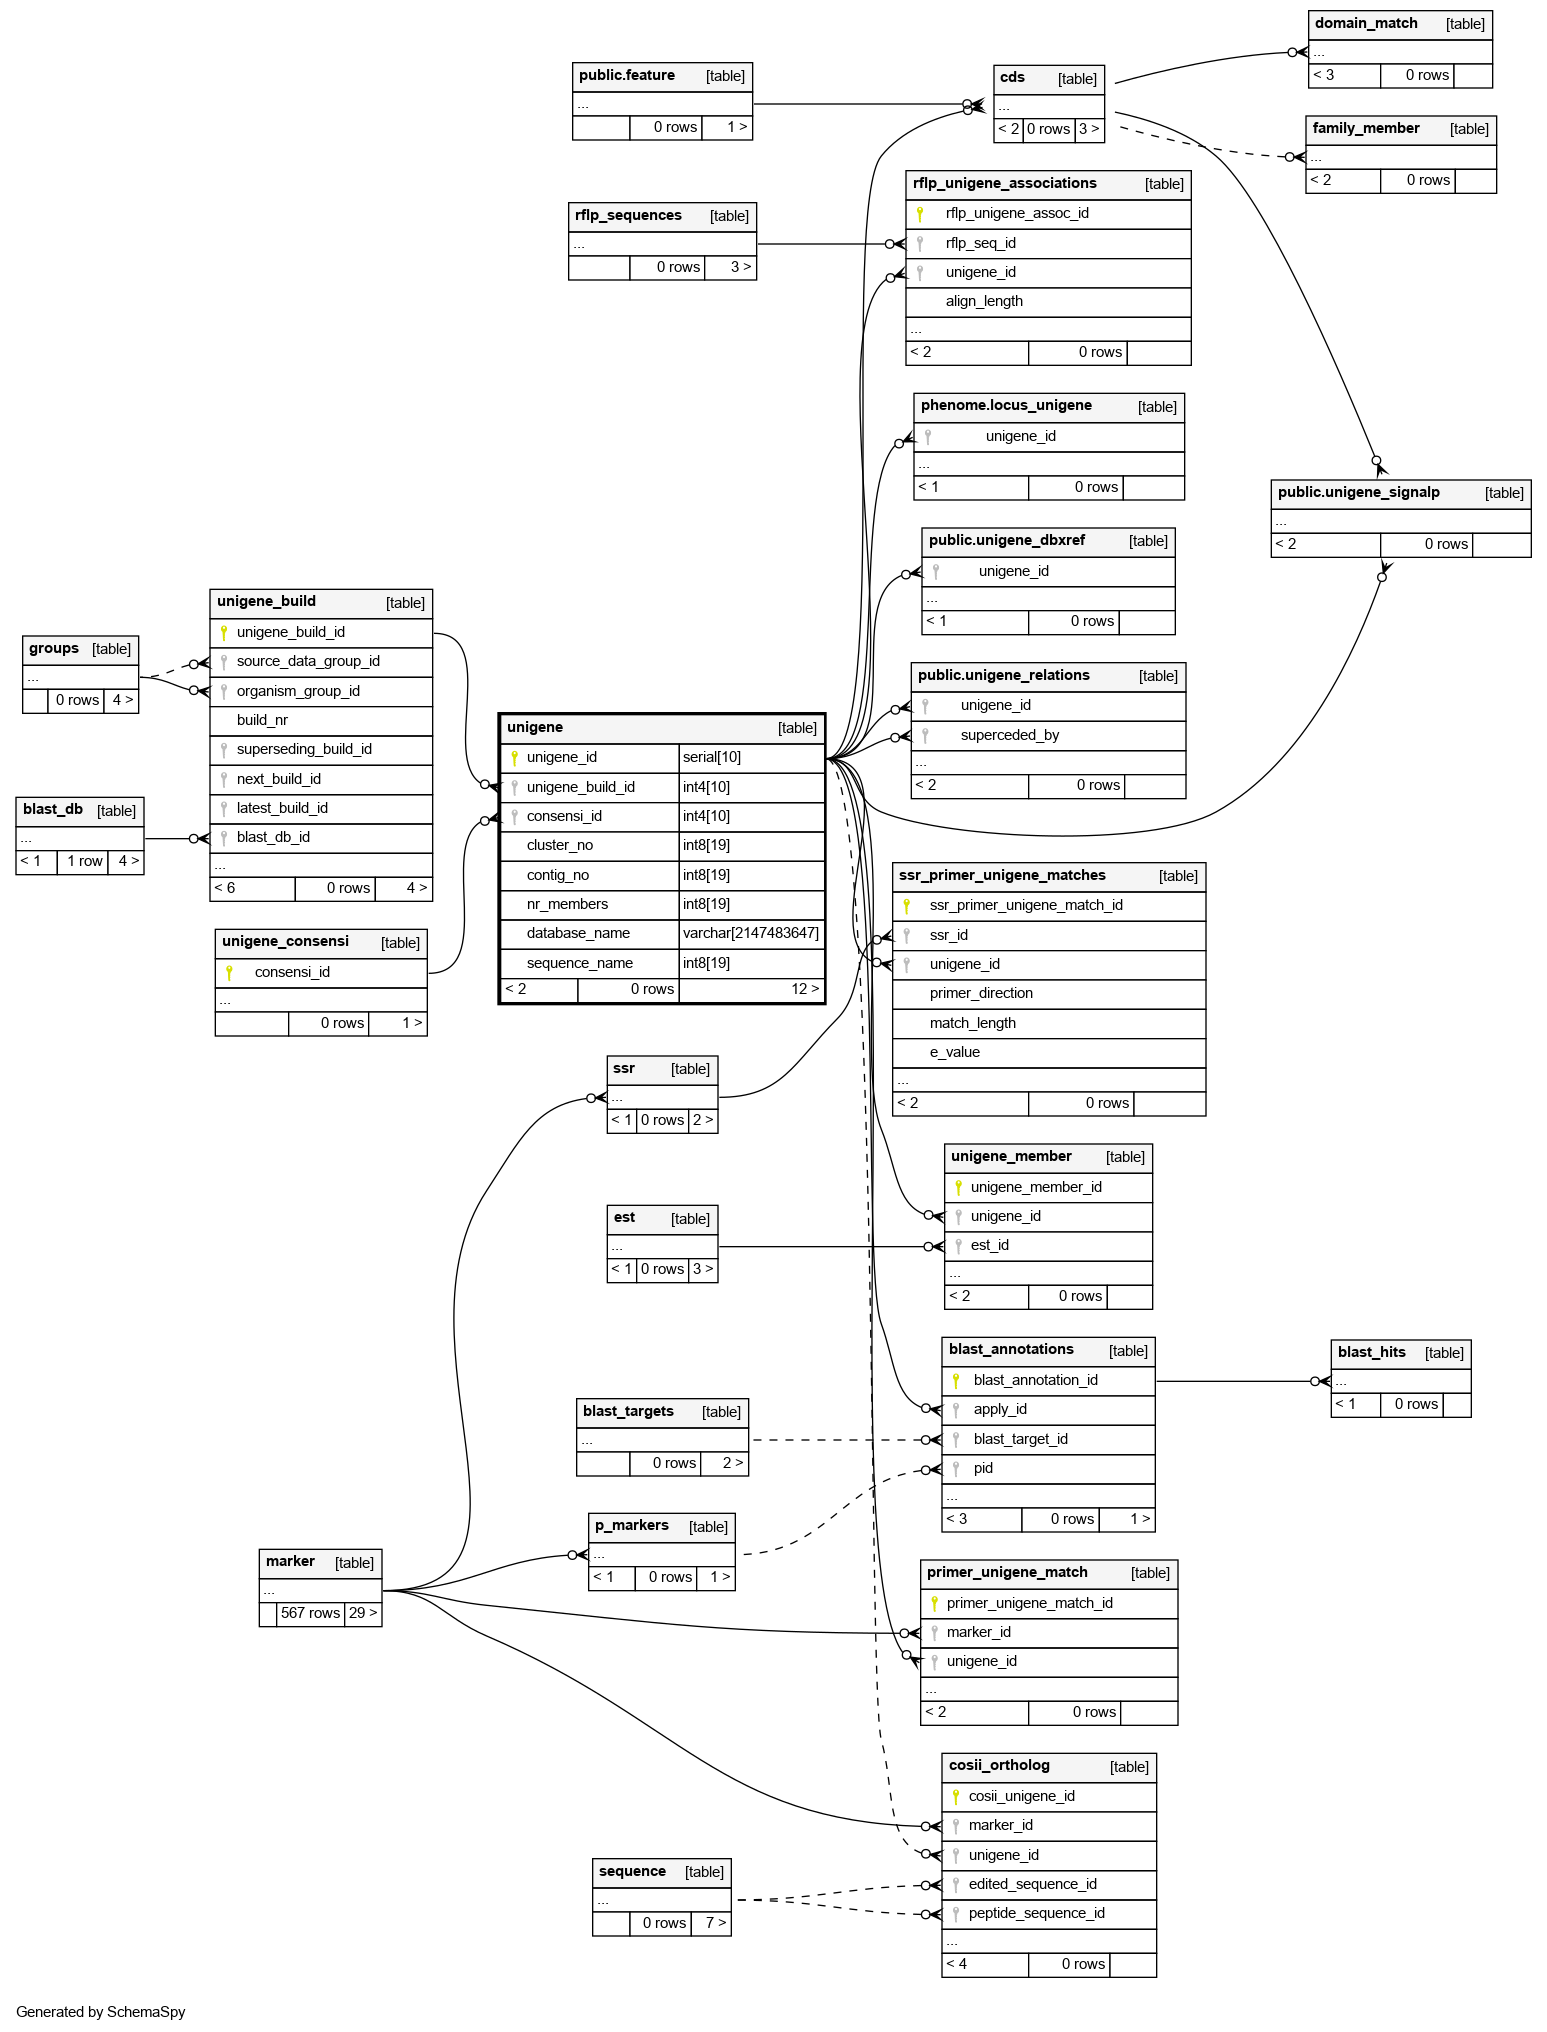 domain_match [table]
...
< 3 0 rows
public.feature [table]
...
0 rows 1 >
cds [table]
...
< 2 0 rows 3 >
family_member [table]
...
< 2 0 rows
rflp_unigene_associations [table]
rflp_unigene_assoc_id
rflp_seq_id
unigene_id
align_length
...
< 2 0 rows
rflp_sequences [table]
...
0 rows 3 >
phenome.locus_unigene [table]
unigene_id
...
< 1 0 rows
public.unigene_signalp [table]
...
< 2 0 rows
public.unigene_dbxref [table]
unigene_id
...
< 1 0 rows
unigene_build [table]
unigene_build_id
source_data_group_id
organism_group_id
build_nr
superseding_build_id
next_build_id
latest_build_id
blast_db_id
...
< 6 0 rows 4 >
groups [table]
...
0 rows 4 >
public.unigene_relations [table]
unigene_id
superceded_by
...
< 2 0 rows
unigene [table]
unigene_id serial[10]
unigene_build_id int4[10]
consensi_id int4[10]
cluster_no int8[19]
contig_no int8[19]
nr_members int8[19]
database_name varchar[2147483647]
sequence_name int8[19]
< 2 0 rows 12 >
blast_db [table]
...
< 1 1 row 4 >
ssr_primer_unigene_matches [table]
ssr_primer_unigene_match_id
ssr_id
unigene_id
primer_direction
match_length
e_value
...
< 2 0 rows
unigene_consensi [table]
consensi_id
...
0 rows 1 >
ssr [table]
...
< 1 0 rows 2 >
unigene_member [table]
unigene_member_id
unigene_id
est_id
...
< 2 0 rows
est [table]
...
< 1 0 rows 3 >
blast_annotations [table]
blast_annotation_id
apply_id
blast_target_id
pid
...
< 3 0 rows 1 >
blast_hits [table]
...
< 1 0 rows
blast_targets [table]
...
0 rows 2 >
p_markers [table]
...
< 1 0 rows 1 >
marker [table]
...
567 rows 29 >
primer_unigene_match [table]
primer_unigene_match_id
marker_id
unigene_id
...
< 2 0 rows
cosii_ortholog [table]
cosii_unigene_id
marker_id
unigene_id
edited_sequence_id
peptide_sequence_id
...
< 4 0 rows
sequence [table]
...
0 rows 7 >
Generated by SchemaSpy